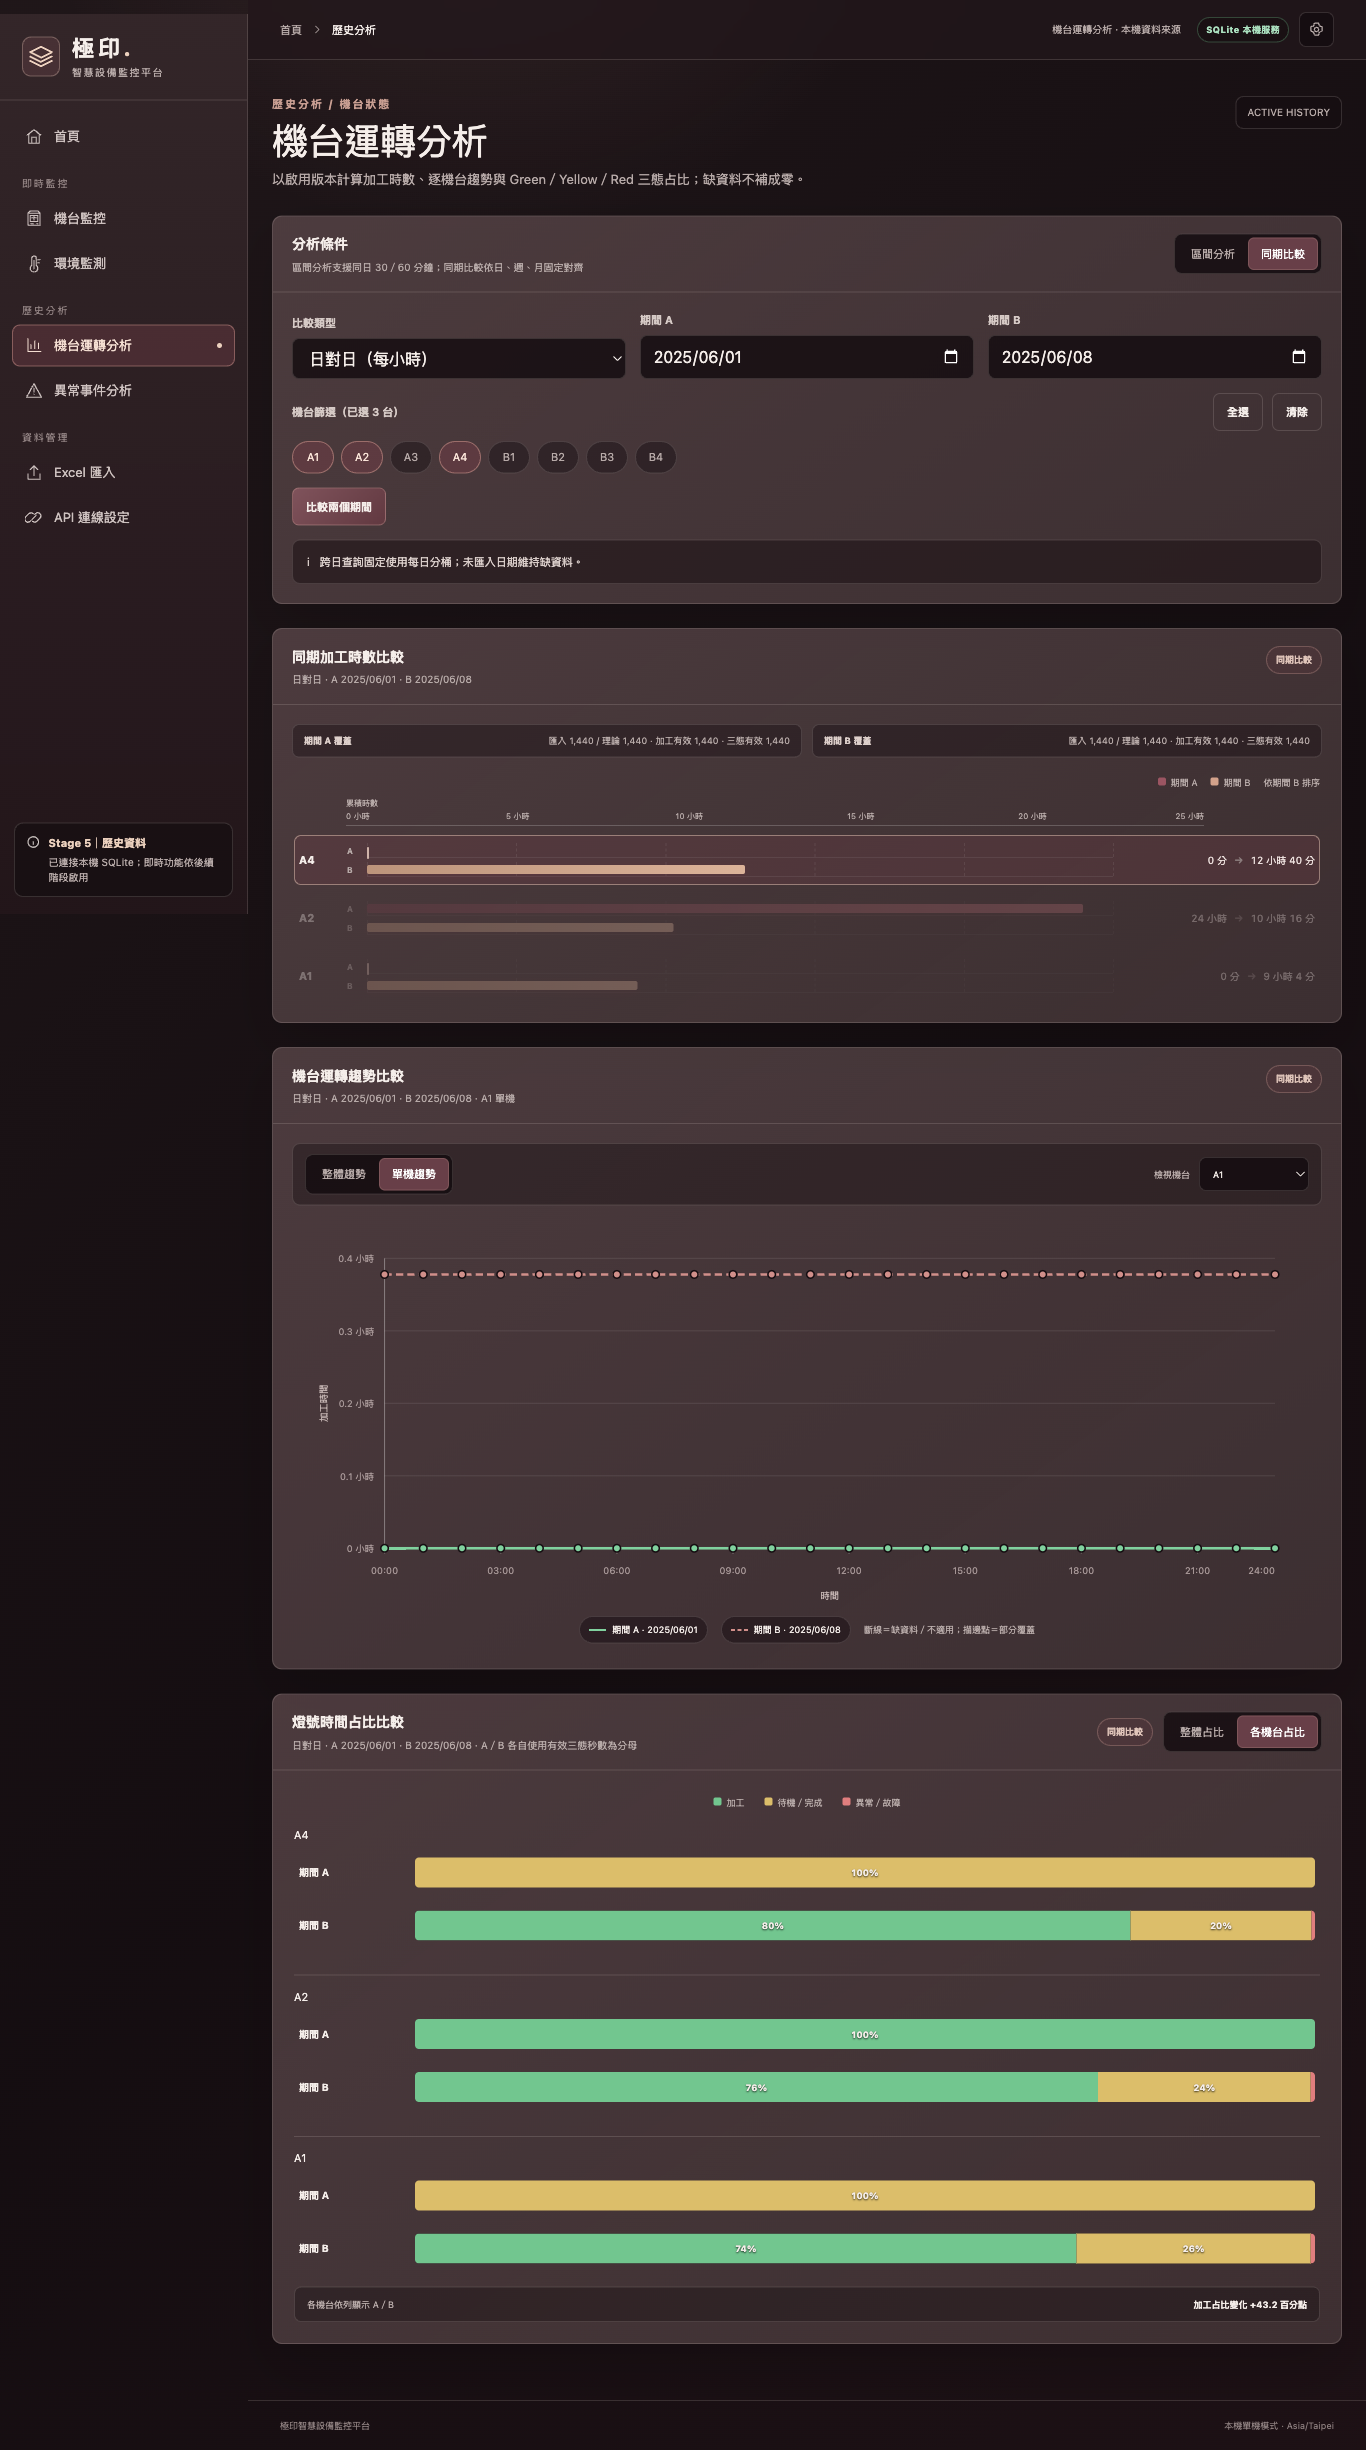 極印.
智慧設備監控平台
首頁
即時監控
機台監控
環境監測
歷史分析
機台運轉分析
異常事件分析
資料管理
Excel 匯入
API 連線設定
Stage 5｜歷史資料
已連接本機 SQLite；即時功能依後續
階段啟用
首頁 > 歷史分析
機台運轉分析 · 本機資料來源
SQLite 本機服務
歷史分析 / 機台狀態
機台運轉分析
以啟用版本計算加工時數、逐機台趨勢與 Green / Yellow / Red 三態占比；缺資料不補成零。
ACTIVE HISTORY
分析條件
區間分析支援同日 30 / 60 分鐘；同期比較依日、週、月固定對齊
區間分析 同期比較
比較類型
日對日（每小時）
期間 A
2025/06/01
期間 B
2025/06/08
機台篩選（已選 3 台）
全選 清除
A1 A2 A3 A4 B1 B2 B3 B4
比較兩個期間
i 跨日查詢固定使用每日分桶；未匯入日期維持缺資料。
同期加工時數比較
日對日 · A 2025/06/01 · B 2025/06/08
同期比較
期間 A 覆蓋 匯入 1,440 / 理論 1,440 · 加工有效 1,440 · 三態有效 1,440
期間 B 覆蓋 匯入 1,440 / 理論 1,440 · 加工有效 1,440 · 三態有效 1,440
期間 A 期間 B 依期間 B 排序
累積時數
0 小時 5 小時 10 小時 15 小時 20 小時 25 小時
A4 A B 0 分 → 12 小時 40 分
A2 A B 24 小時 → 10 小時 16 分
A1 A B 0 分 → 9 小時 4 分
機台運轉趨勢比較
日對日 · A 2025/06/01 · B 2025/06/08 · A1 單機
同期比較
整體趨勢 單機趨勢
檢視機台 A1
加工時間
0.4 小時
0.3 小時
0.2 小時
0.1 小時
0 小時
00:00 03:00 06:00 09:00 12:00 15:00 18:00 21:00 24:00
時間
期間 A · 2025/06/01 期間 B · 2025/06/08 斷線＝缺資料 / 不適用；描邊點＝部分覆蓋
燈號時間占比比較
日對日 · A 2025/06/01 · B 2025/06/08 · A / B 各自使用有效三態秒數為分母
同期比較
整體占比 各機台占比
加工 待機 / 完成 異常 / 故障
A4
期間 A 100%
期間 B 80% 20%
A2
期間 A 100%
期間 B 76% 24%
A1
期間 A 100%
期間 B 74% 26%
各機台依列顯示 A / B
加工占比變化 +43.2 百分點
極印智慧設備監控平台
本機單機模式 · Asia/Taipei